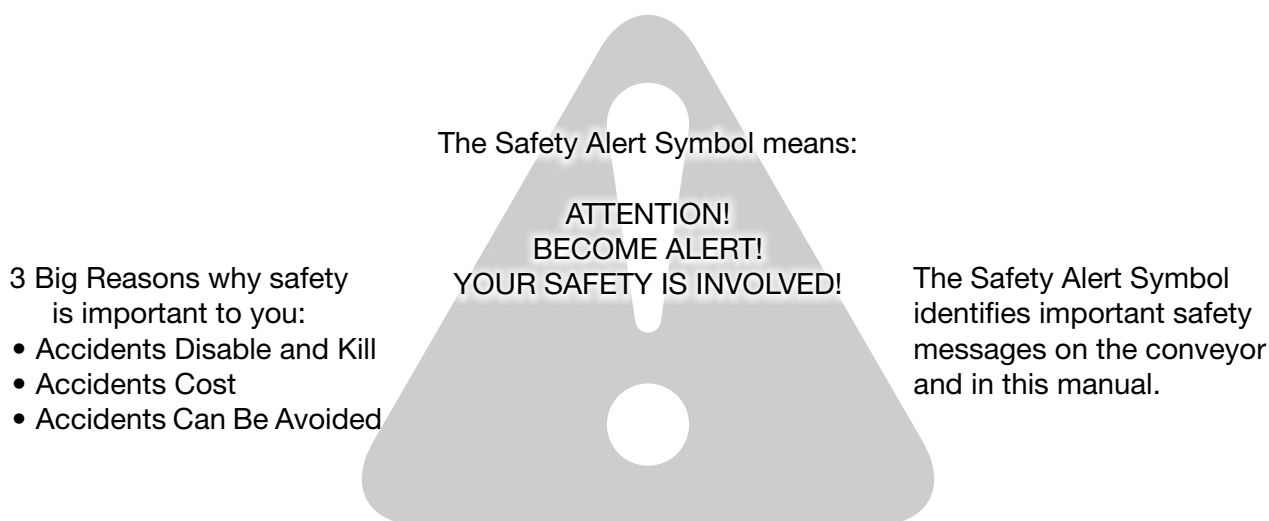 The Safety Alert Symbol means:
ATTENTION!
BECOME ALERT!
YOUR SAFETY IS INVOLVED!
3 Big Reasons why safety
is important to you:
• Accidents Disable and Kill
• Accidents Cost
• Accidents Can Be Avoided
The Safety Alert Symbol
identifies important safety
messages on the conveyor
and in this manual.